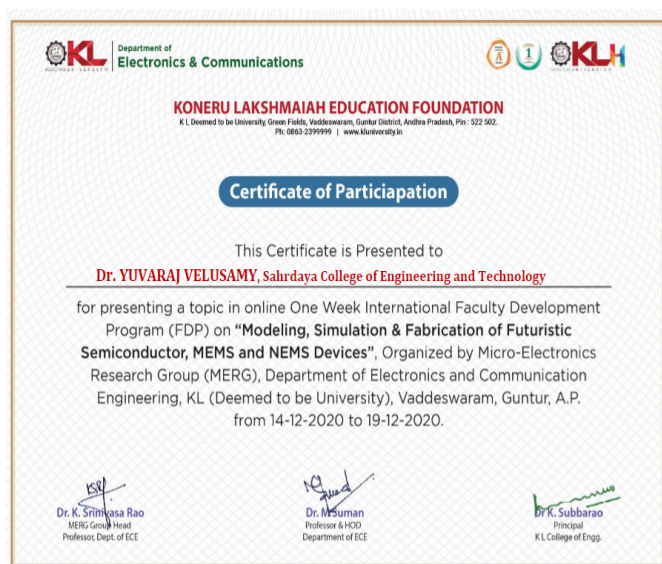 KL
Department of
Electronics & Communications
KLH
KONERU LAKSHMAIAH EDUCATION FOUNDATION
K L Deemed to be University, Green Fields, Vaddeswaram, Guntur District, Andhra Pradesh, Pin : 522 502.
Ph: 0863-2399999 | www.kluniversity.in
Certificate of Particiapation
This Certificate is Presented to
Dr. YUVARAJ VELUSAMY, Sahrdaya College of Engineering and Technology
for presenting a topic in online One Week International Faculty Development
Program (FDP) on “Modeling, Simulation & Fabrication of Futuristic
Semiconductor, MEMS and NEMS Devices”, Organized by Micro-Electronics
Research Group (MERG), Department of Electronics and Communication
Engineering, KL (Deemed to be University), Vaddeswaram, Guntur, A.P.
from 14-12-2020 to 19-12-2020.
Dr. K. Srinivasa Rao
MERG Group Head
Professor, Dept. of ECE
Dr. M Suman
Professor & HOD
Department of ECE
Dr K. Subbarao
Principal
K L College of Engg.